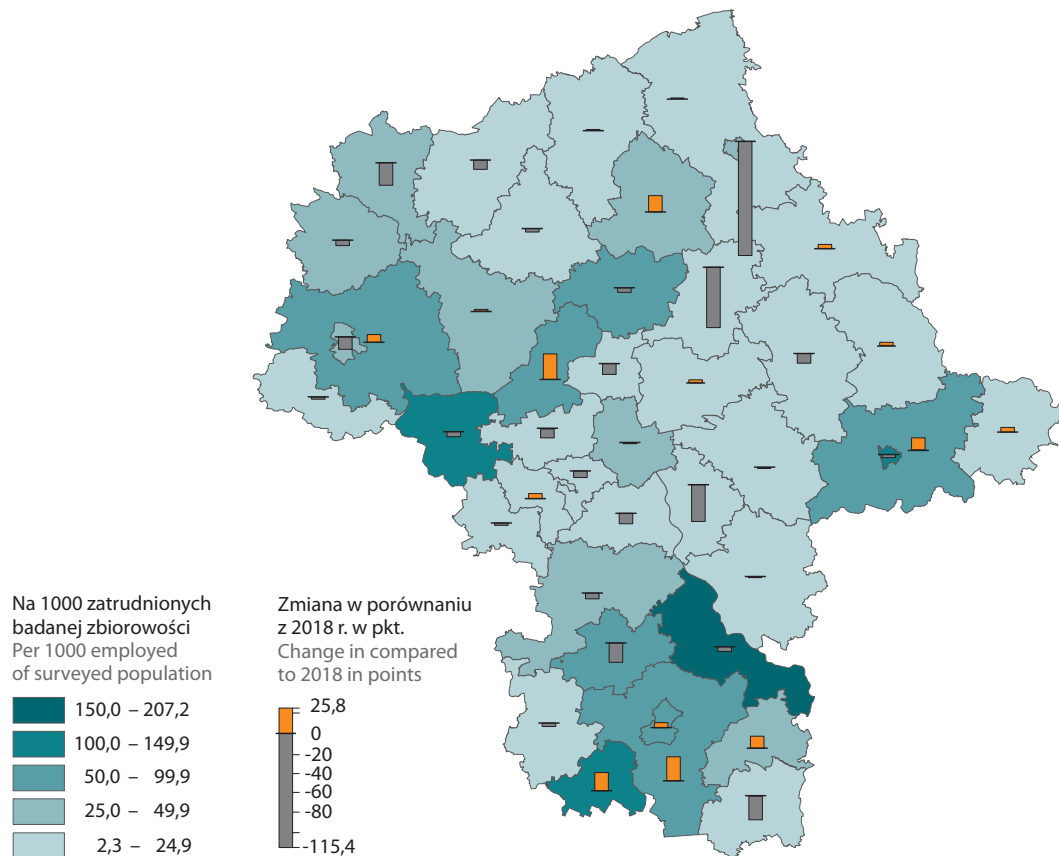 Na 1000 zatrudnionych
badanej zbiorowości
Per 1000 employed
of surveyed population
150,0 – 207,2
100,0 – 149,9
50,0 – 99,9
25,0 – 49,9
2,3 – 24,9
Zmiana w porównaniu
z 2018 r. w pkt.
Change in compared
to 2018 in points
25,8
0
-20
-40
-60
-80
-115,4